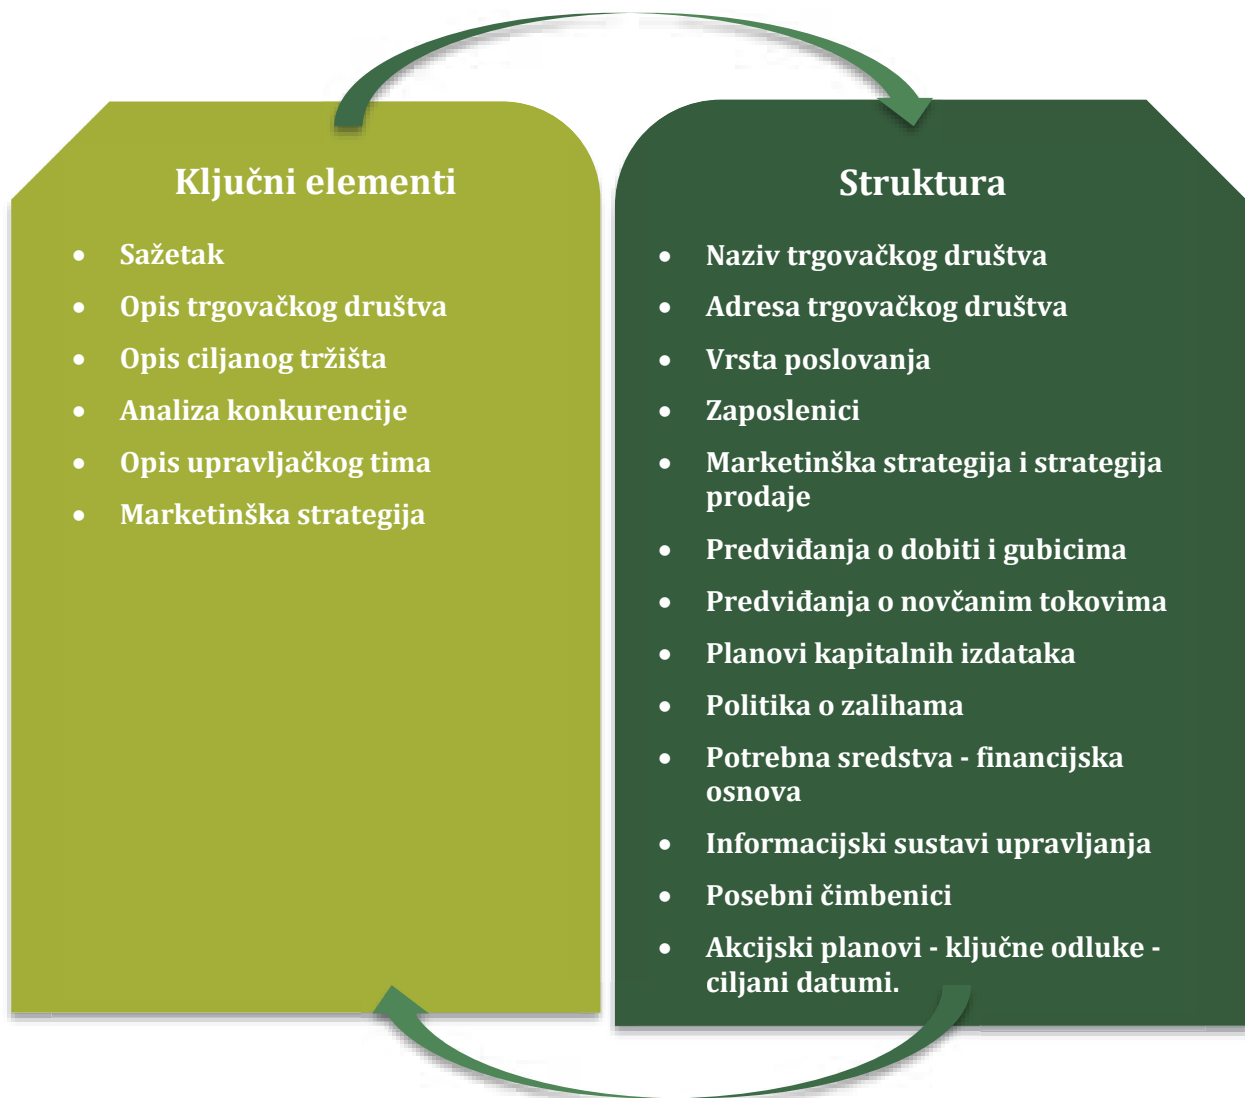 Ključni elementi
• Sažetak
• Opis trgovačkog društva
• Opis ciljanog tržišta
• Analiza konkurencije
• Opis upravljačkog tima
• Marketinška strategija
Struktura
• Naziv trgovačkog društva
• Adresa trgovačkog društva
• Vrsta poslovanja
• Zaposlenici
• Marketinška strategija i strategija
prodaje
• Predviđanja o dobiti i gubicima
• Predviđanja o novčanim tokovima
• Planovi kapitalnih izdataka
• Politika o zalihama
• Potrebna sredstva - financijska
osnova
• Informacijski sustavi upravljanja
• Posebni čimbenici
• Akcijski planovi - ključne odluke -
ciljani datumi.